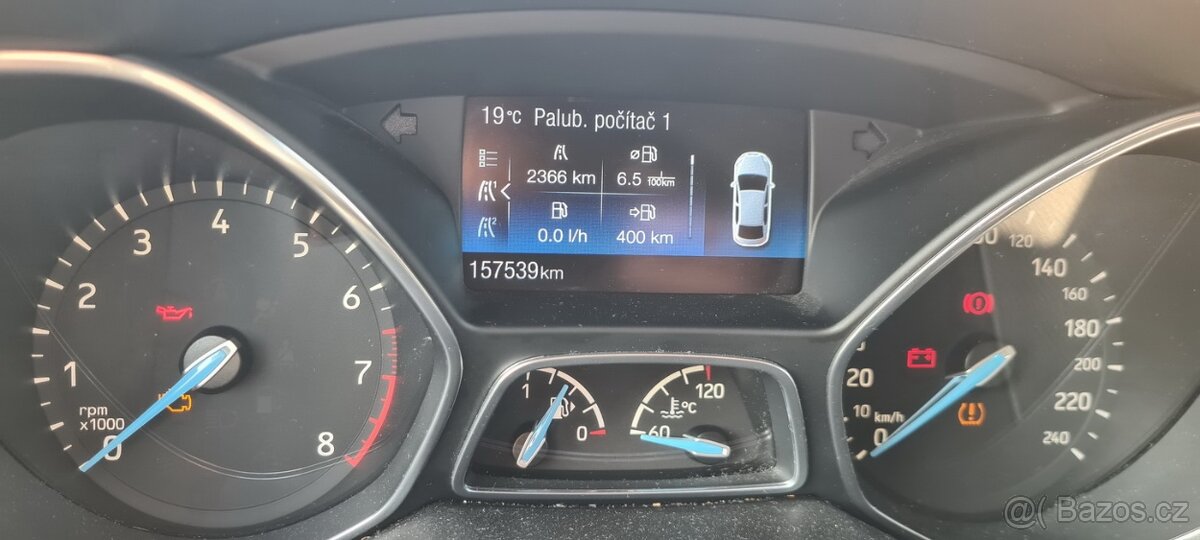 19°C Palub. počítač 1
2366 km
6.5 l/100km
0.0 l/h
400 km
157539km
1
2
0
1
2
3
4
5
6
7
8
rpm
x1000
1
0
60
120
°C
0
10 km/h
20
120
140
160
180
200
220
240
@Bazos.cz